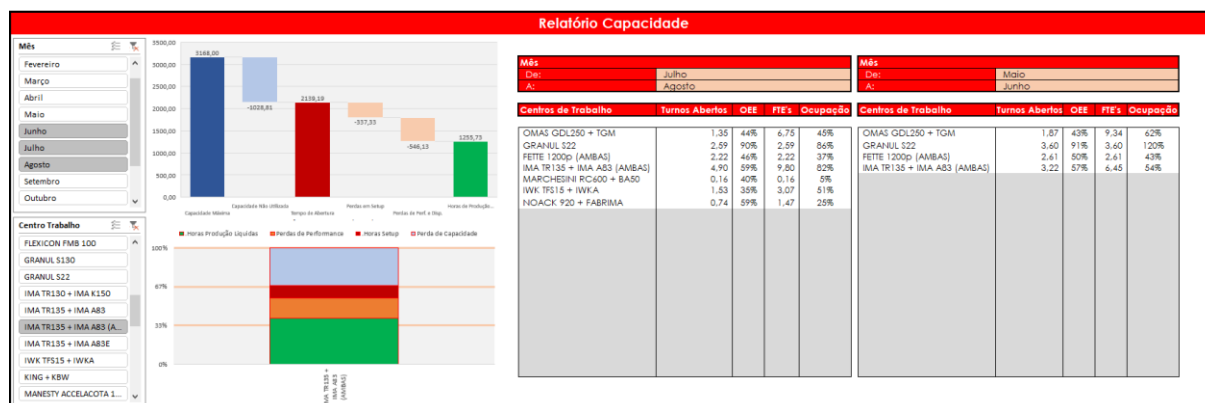 Relatório Capacidade
Mês
Fevereiro
Março
Abril
Maio
Junho
Julho
Agosto
Setembro
Outubro
Centro Trabalho
FLEXICON FMB 100
GRANUL S130
GRANUL S22
IMA TR130 + IMA K150
IMA TR135 + IMA A83
IMA TR135 + IMA A83 (A...
IMA TR135 + IMA A83E
IWK TFS15 + IWKA
KING + KBW
MANESTY ACCELACOTA 1...
3500,00
3000,00
2500,00
2000,00
1500,00
1000,00
500,00
0,00
3168,00
-1028,81
2139,19
-337,33
-546,13
1255,73
Capacidade Máxima
Capacidade Não Utilizada
Tempo de Abertura
Perdas em Setup
Perdas de Perf. e Disp.
Horas de Produção...
Horas Produção Líquidas
Perdas de Performance
Horas Setup
Perda de Capacidade
100%
67%
33%
0%
IMA TR135 +
IMA A83
(AMBAS)
Mês
De: Julho
A: Agosto
Centros de Trabalho Turnos Abertos OEE FTE's Ocupação
OMAS GDL250 + TGM 1,35 44% 6,75 45%
GRANUL S22 2,59 90% 2,59 86%
FETTE 1200p (AMBAS) 2,22 46% 2,22 37%
IMA TR135 + IMA A83 (AMBAS) 4,90 59% 9,80 82%
MARCHESINI RC600 + BA50 0,16 40% 0,16 5%
IWK TFS15 + IWKA 1,53 35% 3,07 51%
NOACK 920 + FABRIMA 0,74 59% 1,47 25%
Mês
De: Maio
A: Junho
Centros de Trabalho Turnos Abertos OEE FTE's Ocupação
OMAS GDL250 + TGM 1,87 43% 9,34 62%
GRANUL S22 3,60 91% 3,60 120%
FETTE 1200p (AMBAS) 2,61 50% 2,61 43%
IMA TR135 + IMA A83 (AMBAS) 3,22 57% 6,45 54%